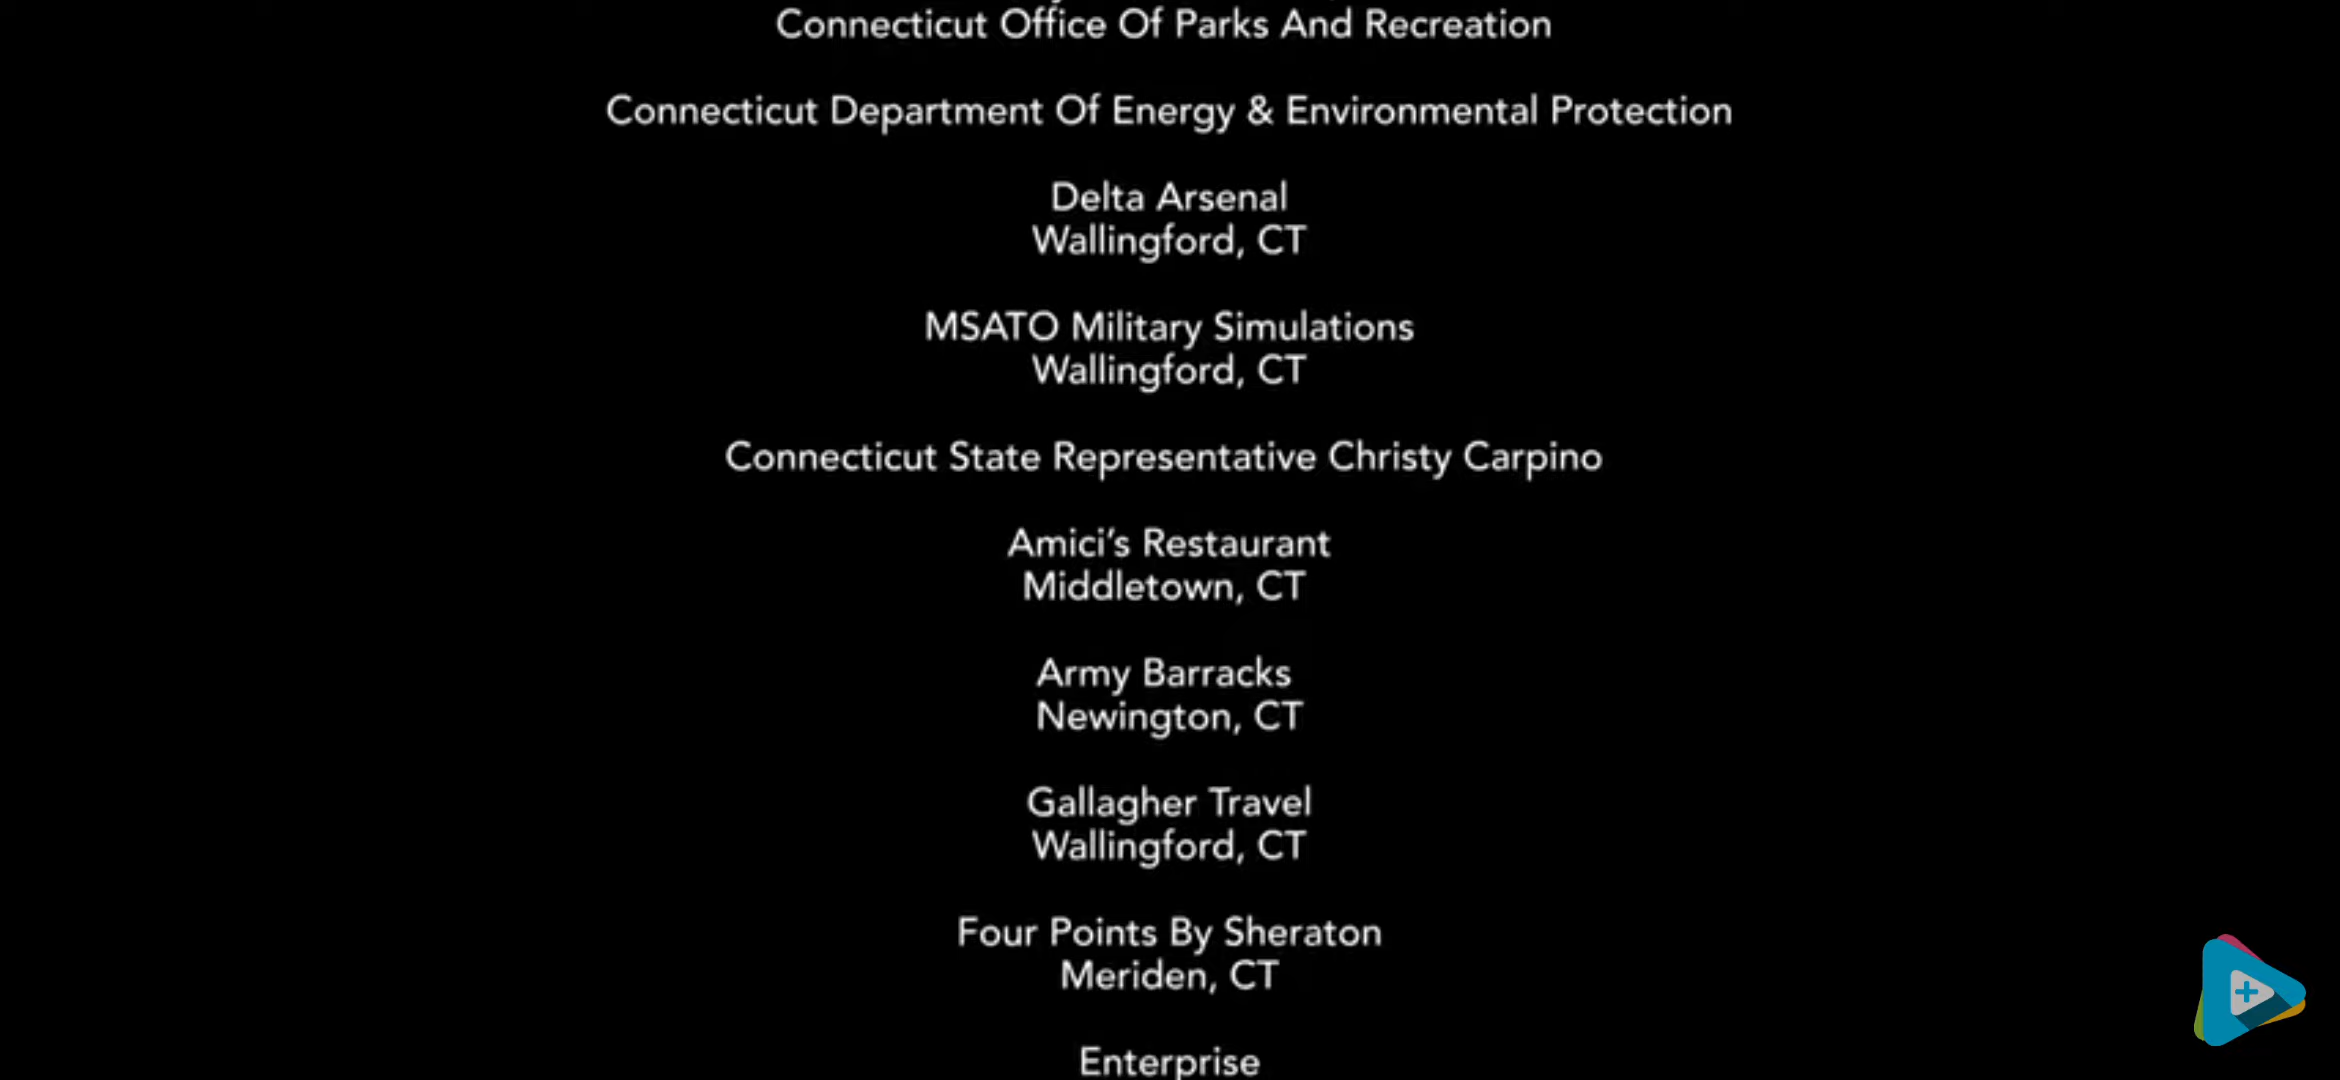 Connecticut Office Of Parks And Recreation
Connecticut Department Of Energy & Environmental Protection
Delta Arsenal
Wallingford, CT
MSATO Military Simulations
Wallingford, CT
Connecticut State Representative Christy Carpino
Amici's Restaurant
Middletown, CT
Army Barracks
Newington, CT
Gallagher Travel
Wallingford, CT
Four Points By Sheraton
Meriden, CT
Enterprise